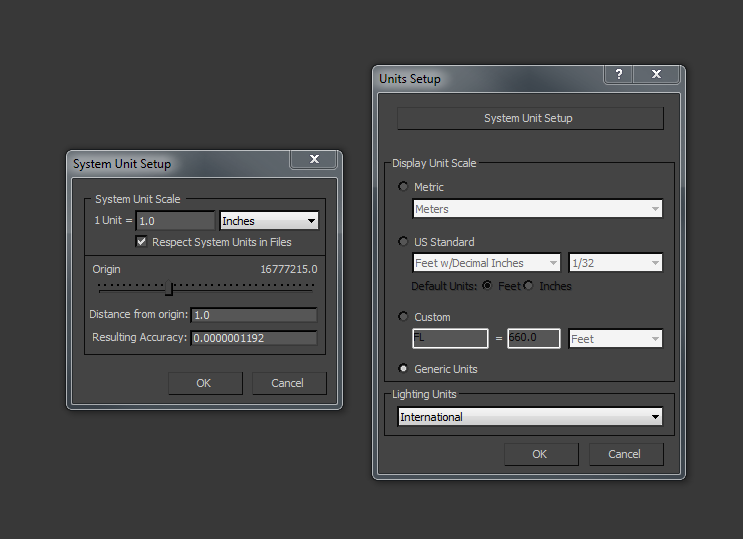 System Unit Setup
System Unit Scale
1 Unit = 1.0 Inches
Respect System Units in Files
Origin 16777215.0
Distance from origin: 1.0
Resulting Accuracy: 0.0000001192
OK Cancel
Units Setup ?
System Unit Setup
Display Unit Scale
Metric
Meters
US Standard
Feet w/Decimal Inches 1/32
Default Units: Feet Inches
Custom
FL = 660.0 Feet
Generic Units
Lighting Units
International
OK Cancel